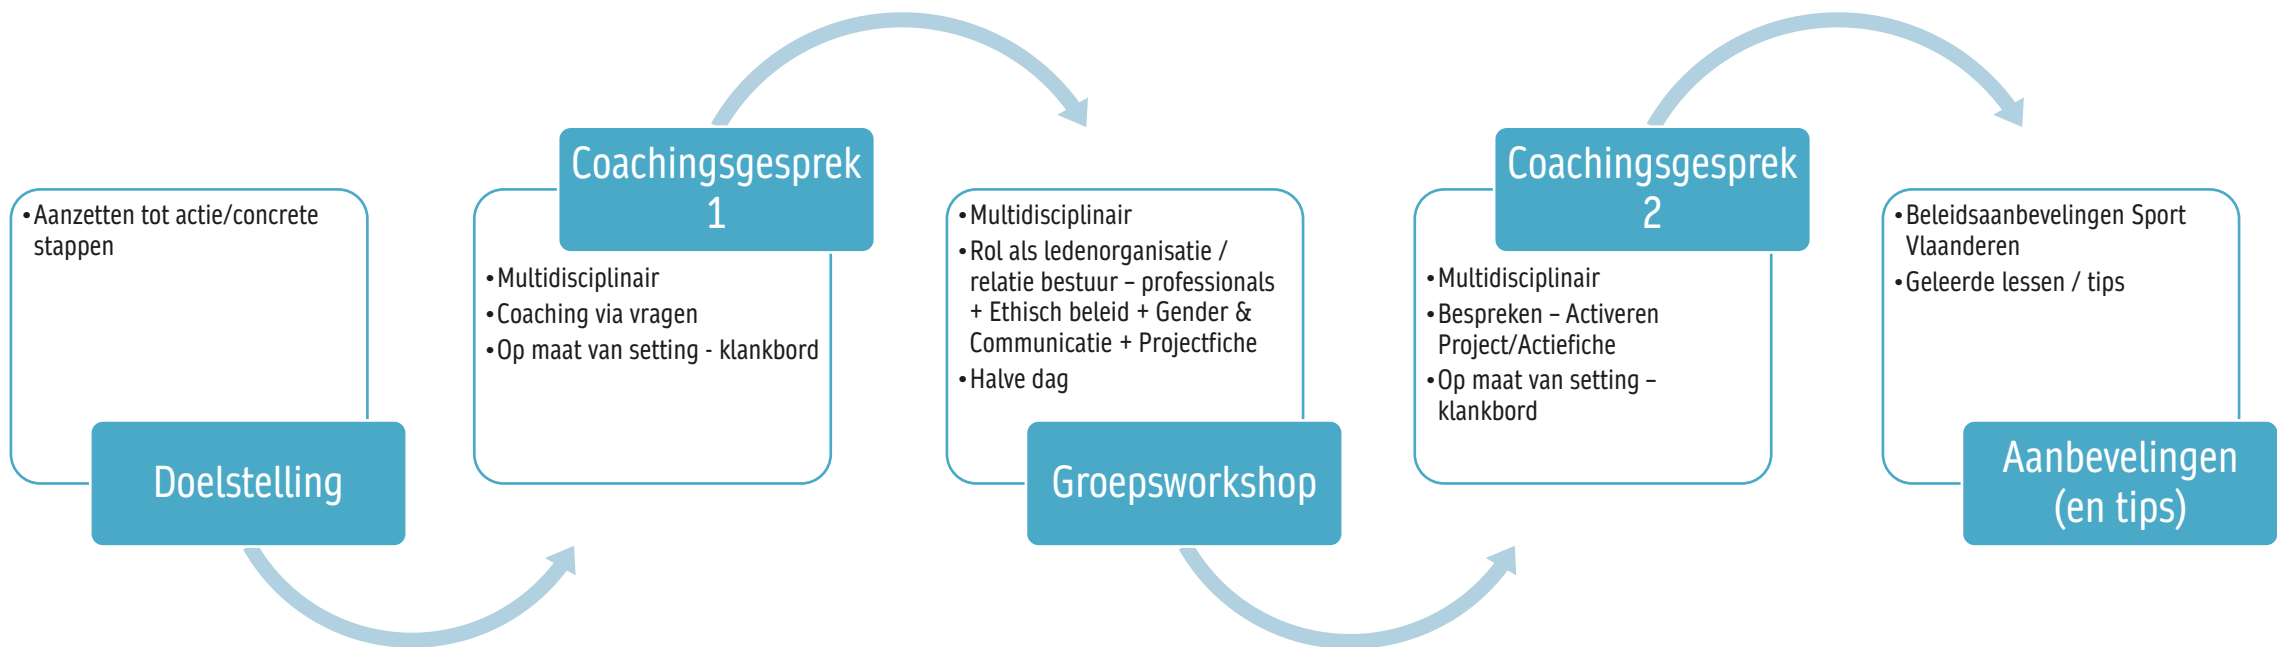 •Aanzetten tot actie/concrete
stappen
Doelstelling
Coachingsgesprek
1
•Multidisciplinair
•Coaching via vragen
•Op maat van setting - klankbord
•Multidisciplinair
•Rol als ledenorganisatie /
relatie bestuur – professionals
+ Ethisch beleid + Gender &
Communicatie + Projectfiche
•Halve dag
Groepsworkshop
Coachingsgesprek
2
•Multidisciplinair
•Bespreken – Activeren
Project/Actiefiche
•Op maat van setting –
klankbord
•Beleidsaanbevelingen Sport
Vlaanderen
•Geleerde lessen / tips
Aanbevelingen
(en tips)